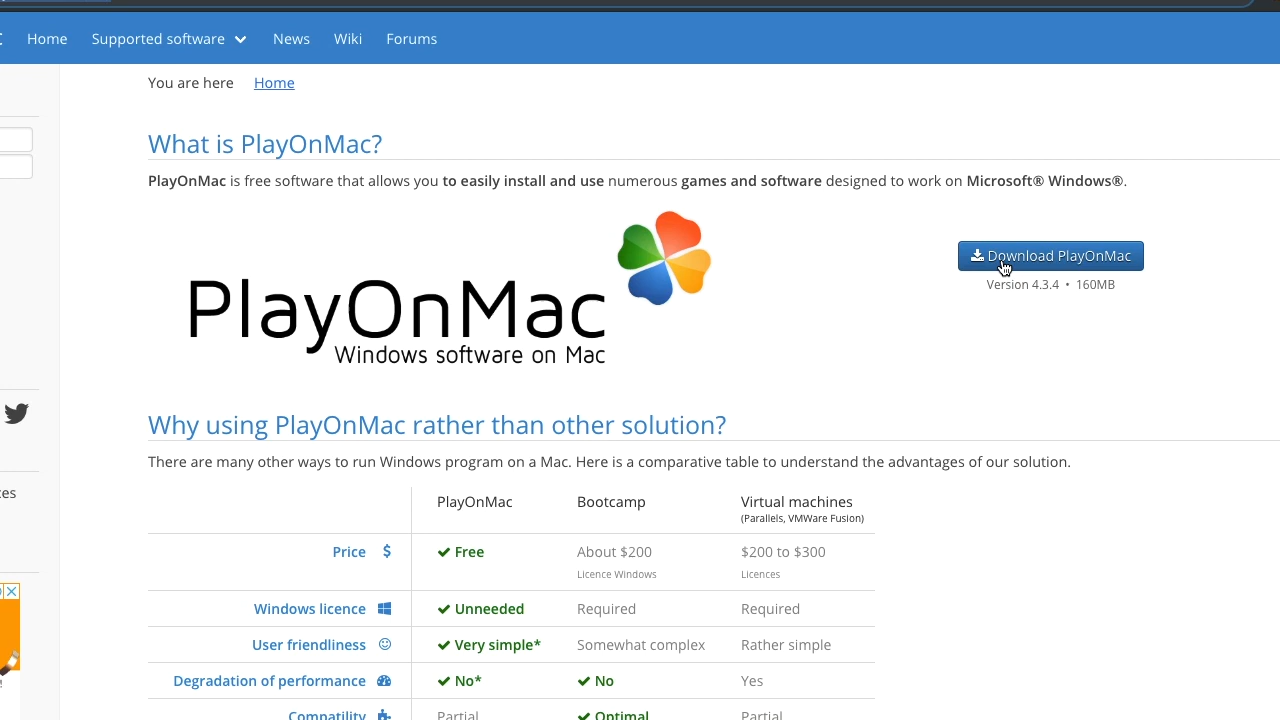 Home Supported software News Wiki Forums
You are here Home
What is PlayOnMac?
PlayOnMac is free software that allows you to easily install and use numerous games and software designed to work on Microsoft® Windows®.
PlayOnMac
Windows software on Mac
Download PlayOnMac
Version 4.3.4 • 160MB
Why using PlayOnMac rather than other solution?
There are many other ways to run Windows program on a Mac. Here is a comparative table to understand the advantages of our solution.
PlayOnMac Bootcamp Virtual machines
(Parallels, VMWare Fusion)
Price $ Free About $200 $200 to $300
Licence Windows Licences
Windows licence Unneeded Required Required
User friendliness Very simple* Somewhat complex Rather simple
Degradation of performance No* No Yes
Compatility Partial Optimal Partial